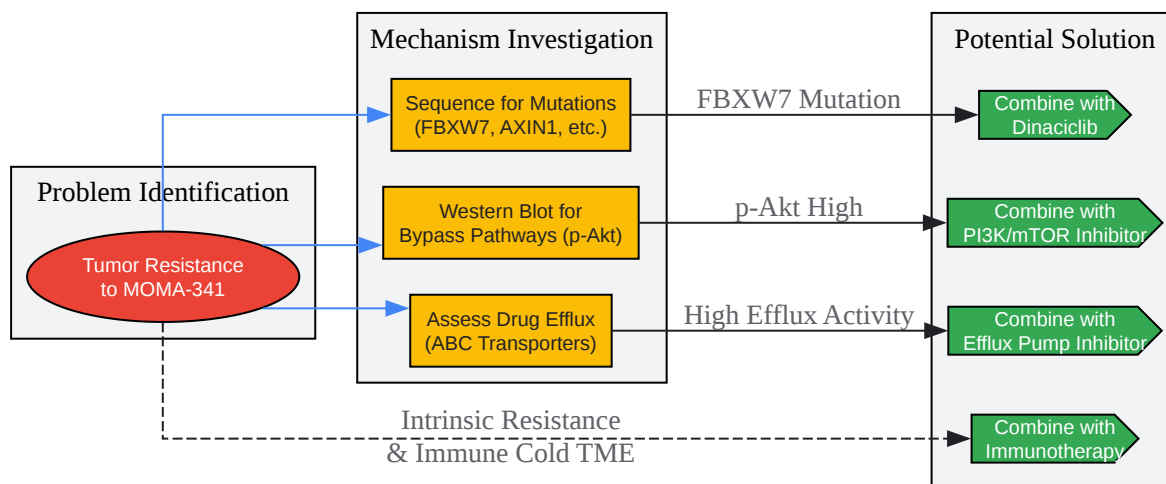 Mechanism Investigation
Potential Solution
Sequence for Mutations
(FBXW7, AXIN1, etc.)
FBXW7 Mutation
Combine with
Dinaciclib
Problem Identification
Tumor Resistance
to MOMA-341
Western Blot for
Bypass Pathways (p-Akt)
p-Akt High
Combine with
PI3K/mTOR Inhibitor
Assess Drug Efflux
(ABC Transporters)
High Efflux Activity
Combine with
Efflux Pump Inhibitor
Intrinsic Resistance
& Immune Cold TME
Combine with
Immunotherapy